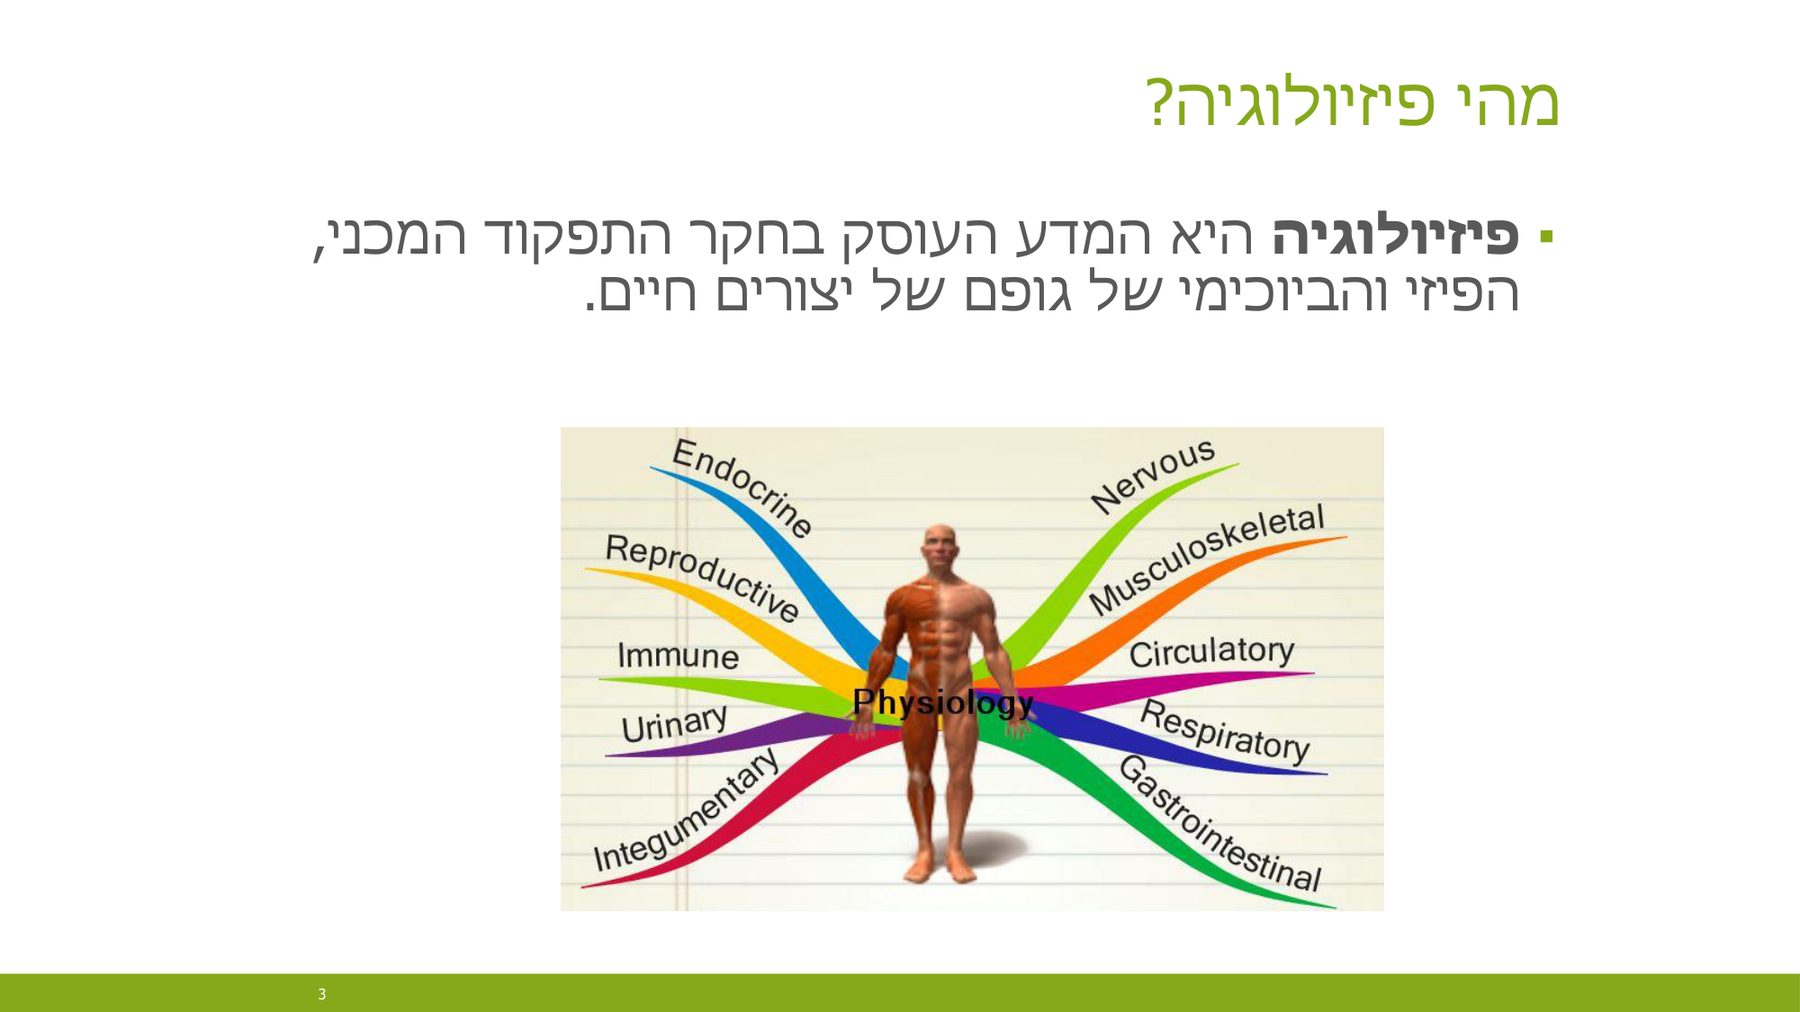 מהי פיזיולוגיה?
▪ פיזיולוגיה היא המדע העוסק בחקר התפקוד המכני,
הפיזי והביוכימי של גופם של יצורים חיים.
Endocrine
Reproductive
Immune
Urinary
Integumentary
Physiology
Nervous
Musculoskeletal
Circulatory
Respiratory
Gastrointestinal
3